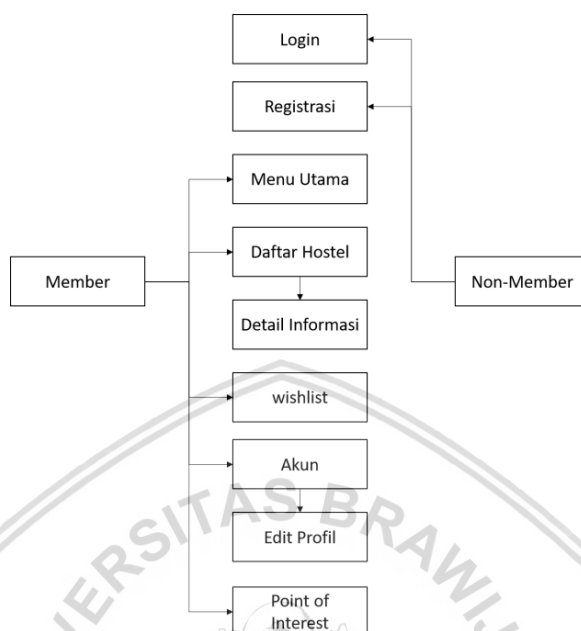 Login
Registrasi
Menu Utama
Daftar Hostel
Member
Non-Member
Detail Informasi
wishlist
Akun
Edit Profil
Point of
Interest